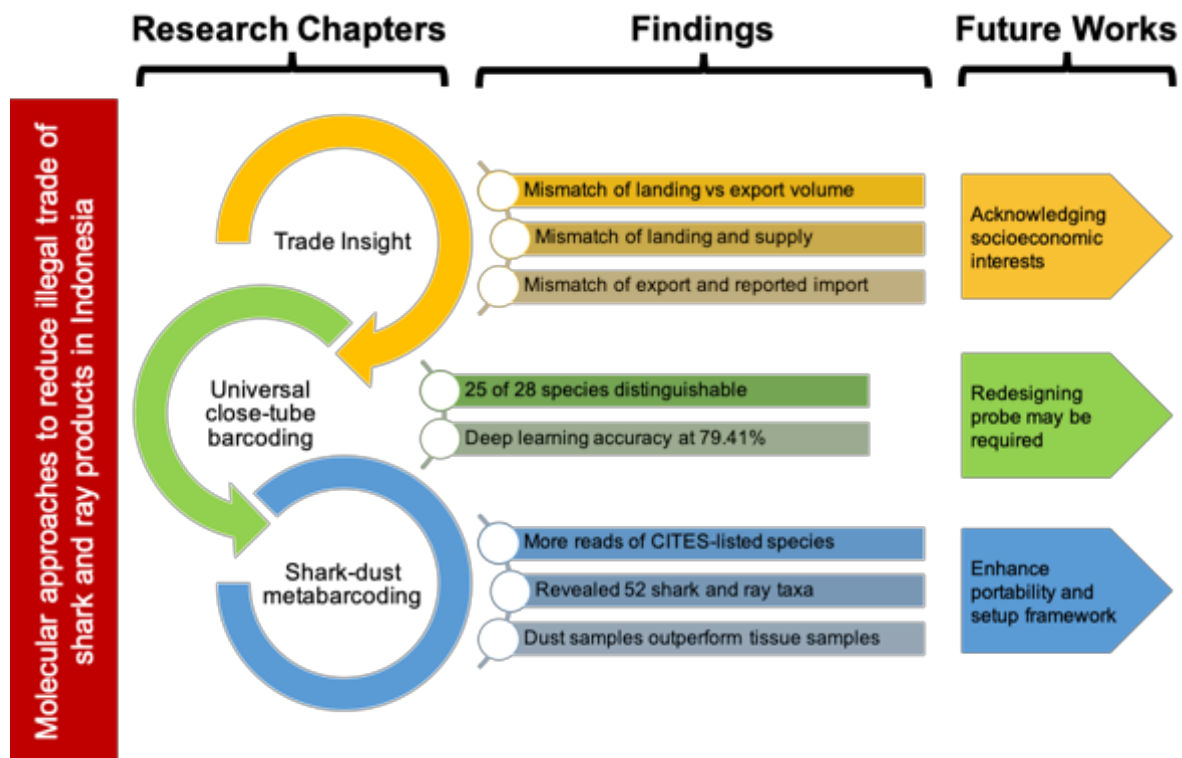 Research Chapters
Findings
Future Works
Molecular approaches to reduce illegal trade of
shark and ray products in Indonesia
Trade Insight
Mismatch of landing vs export volume
Mismatch of landing and supply
Mismatch of export and reported import
Acknowledging
socioeconomic
interests
Universal
close-tube
barcoding
25 of 28 species distinguishable
Deep learning accuracy at 79.41%
Redesigning
probe may be
required
Shark-dust
metabarcoding
More reads of CITES-listed species
Revealed 52 shark and ray taxa
Dust samples outperform tissue samples
Enhance
portability and
setup framework